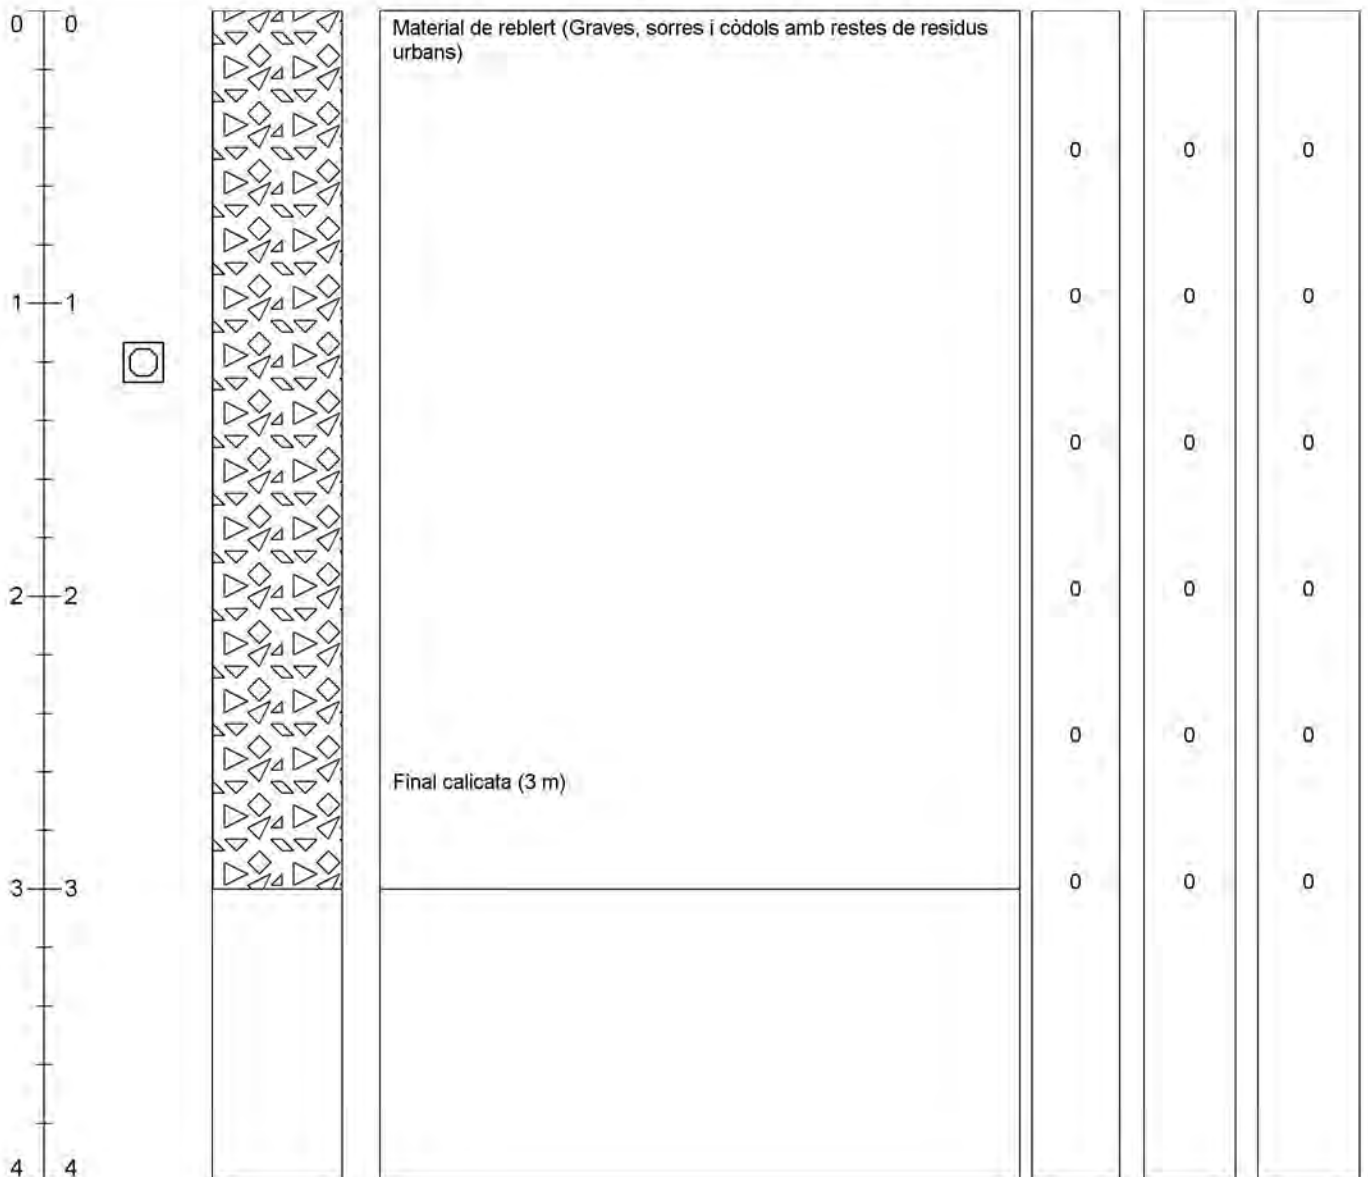 0 0
Material de reblert (Graves, sorres i còdols amb restes de residus
urbans)
0 0 0
1 1
0 0 0
0 0 0
2 2
0 0 0
0 0 0
Final calicata (3 m)
3 3
0 0 0
4 4